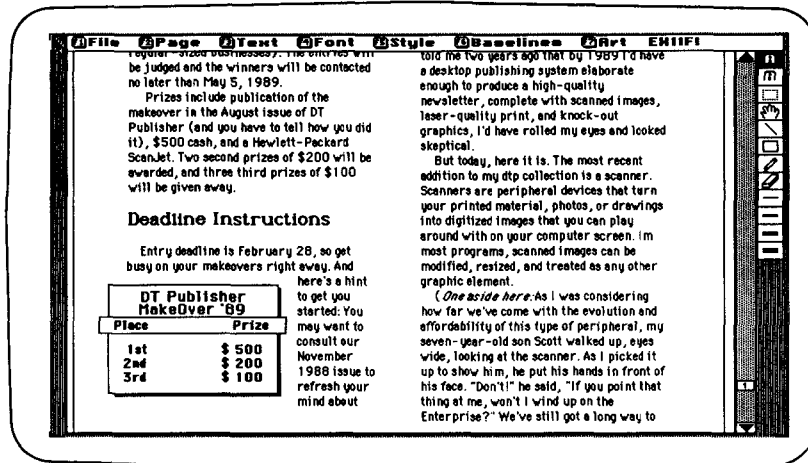 File Page Text Font Style Baselines Art
regular-sized businesses). The entries will
be judged and the winners will be contacted
no later than May 5, 1989.
Prizes include publication of the
makeover in the August issue of DT
Publisher (and you have to tell how you did
it), $500 cash, and a Hewlett-Packard
ScanJet. Two second prizes of $200 will be
awarded, and three third prizes of $100
will be given away.
Deadline Instructions
Entry deadline is February 28, so get
busy on your makeovers right away. And
here's a hint
to get you
started: You
may want to
consult our
November
1988 issue to
refresh your
mind about
DT Publisher
MakeOver '89
Place Prize
1st $ 500
2nd $ 200
3rd $ 100
told me two years ago that by 1989 I'd have
a desktop publishing system elaborate
enough to produce a high-quality
newsletter, complete with scanned images,
laser-quality print, and knock-out
graphics, I'd have rolled my eyes and looked
skeptical.
But today, here it is. The most recent
addition to my dtp collection is a scanner.
Scanners are peripheral devices that turn
your printed material, photos, or drawings
into digitized images that you can play
around with on your computer screen. Im
most programs, scanned images can be
modified, resized, and treated as any other
graphic element.
(One aside here: As I was considering
how far we've come with the evolution and
affordability of this type of peripheral, my
seven-year-old son Scott walked up, eyes
wide, looking at the scanner. As I picked it
up to show him, he put his hands in front of
his face. "Don't!" he said, "If you point that
thing at me, won't I wind up on the
Enterprise?" We've still got a long way to
1